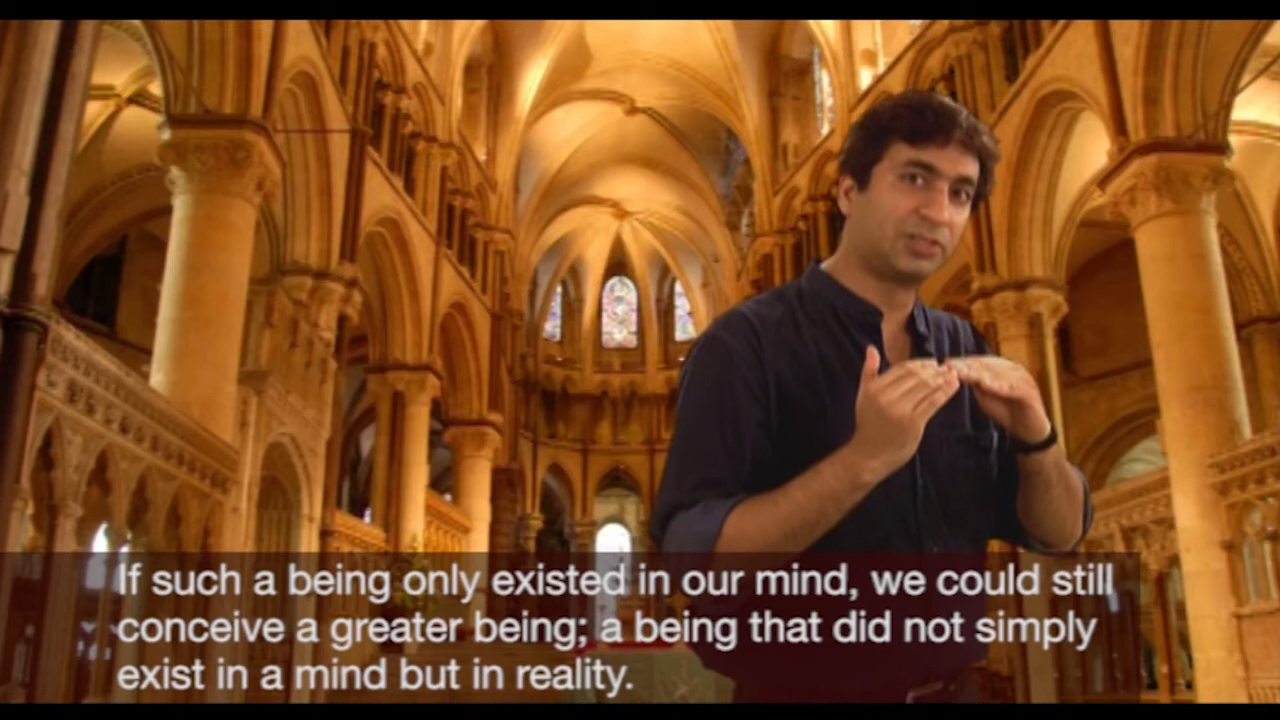 If such a being only existed in our mind, we could still
conceive a greater being; a being that did not simply
exist in a mind but in reality.